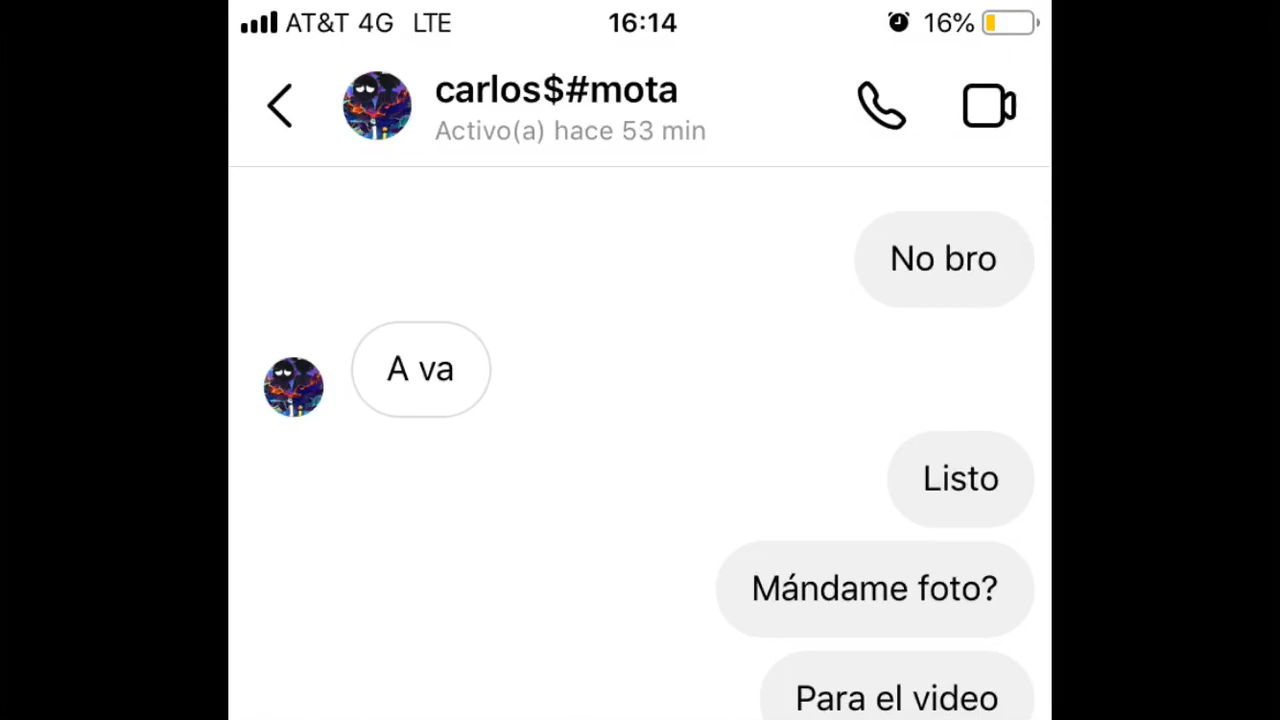 AT&T 4G LTE 16:14 16%
carlos$#mota
Activo(a) hace 53 min
No bro
A va
Listo
Mándame foto?
Para el video